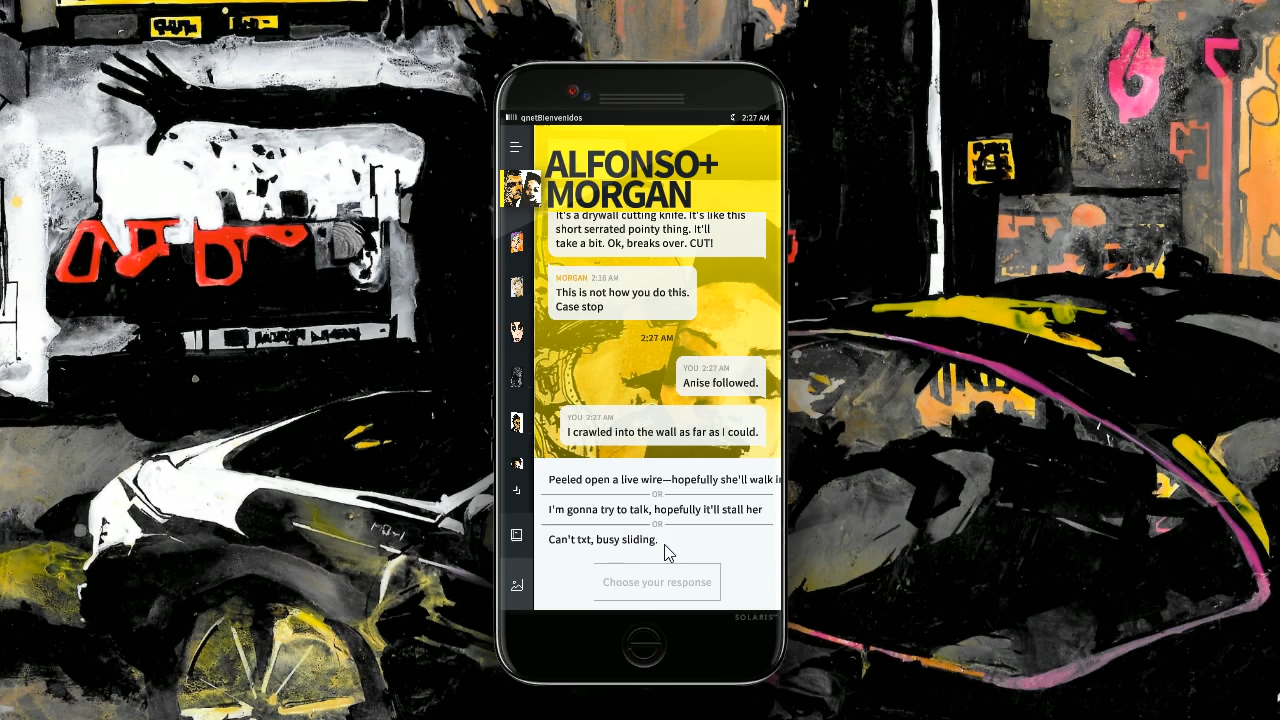 qnetBienvenidos
2:27 AM
ALFONSO+
MORGAN
It's a drywall cutting knife. It's like this
short serrated pointy thing. It'll
take a bit. Ok, breaks over. CUT!
MORGAN 2:16 AM
This is not how you do this.
Case stop
2:27 AM
YOU 2:27 AM
Anise followed.
YOU 2:27 AM
I crawled into the wall as far as I could.
Peeled open a live wire—hopefully she'll walk
OR
I'm gonna try to talk, hopefully it'll stall her
OR
Can't txt, busy sliding.
Choose your response
SOLARIS
6